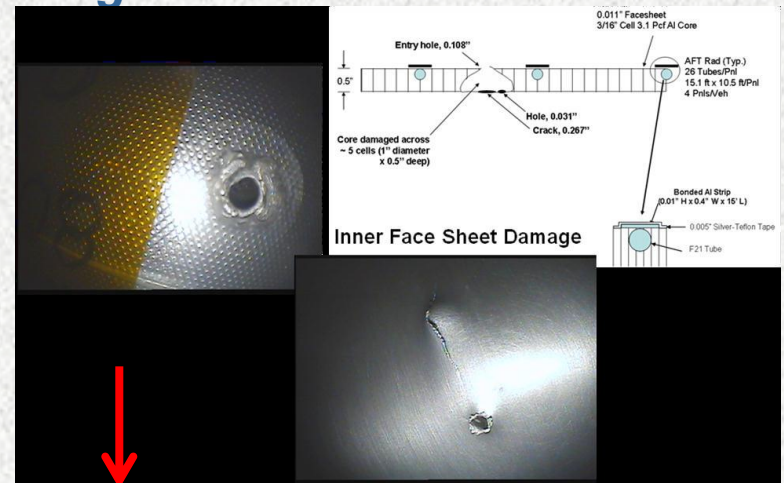 0.011” Facesheet
3/16” Cell 3.1 Pcf Al Core
Entry hole, 0.108”
AFT Rad (Typ.)
26 Tubes/Pnl
15.1 ft x 10.5 ft/Pnl
4 Pnls/Veh
0.5”
Hole, 0.031”
Crack, 0.267”
Core damaged across
~ 5 cells (1” diameter
x 0.5” deep)
Bonded Al Strip
(0.01” H x 0.4” W x 15’ L)
0.005” Silver-Teflon Tape
F21 Tube
Inner Face Sheet Damage